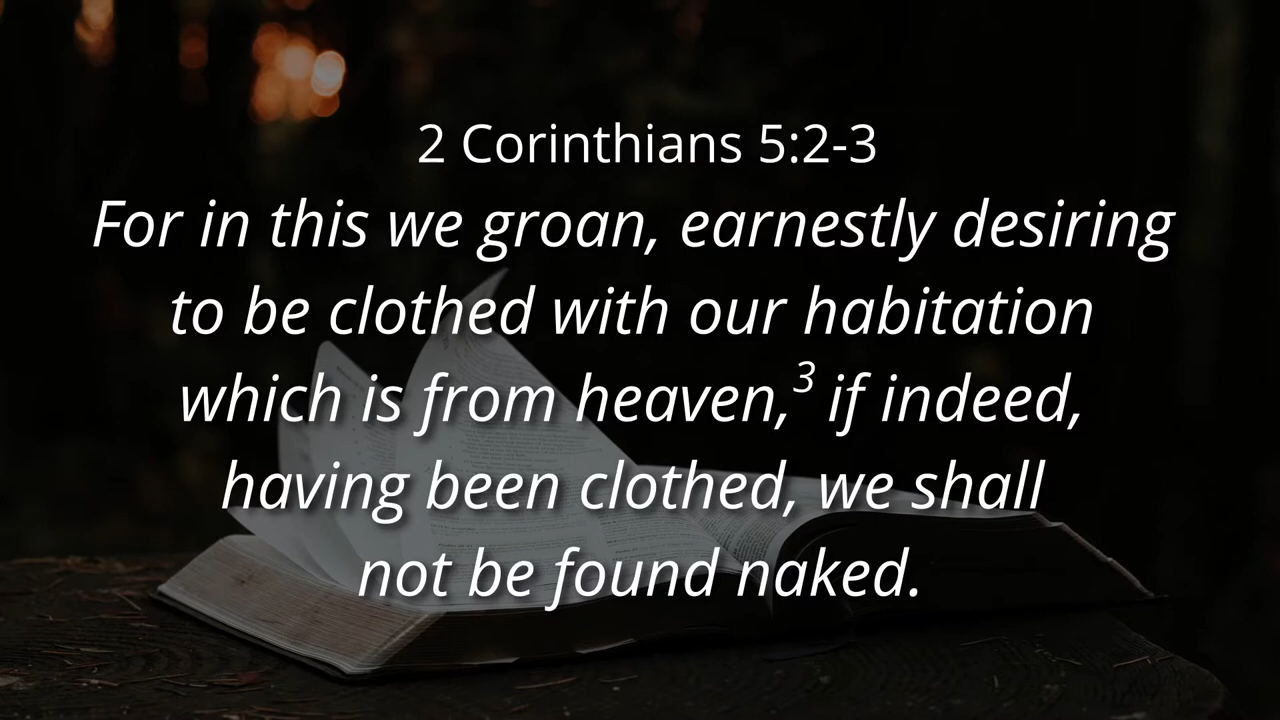 2 Corinthians 5:2-3
For in this we groan, earnestly desiring
to be clothed with our habitation
which is from heaven,³ if indeed,
having been clothed, we shall
not be found naked.